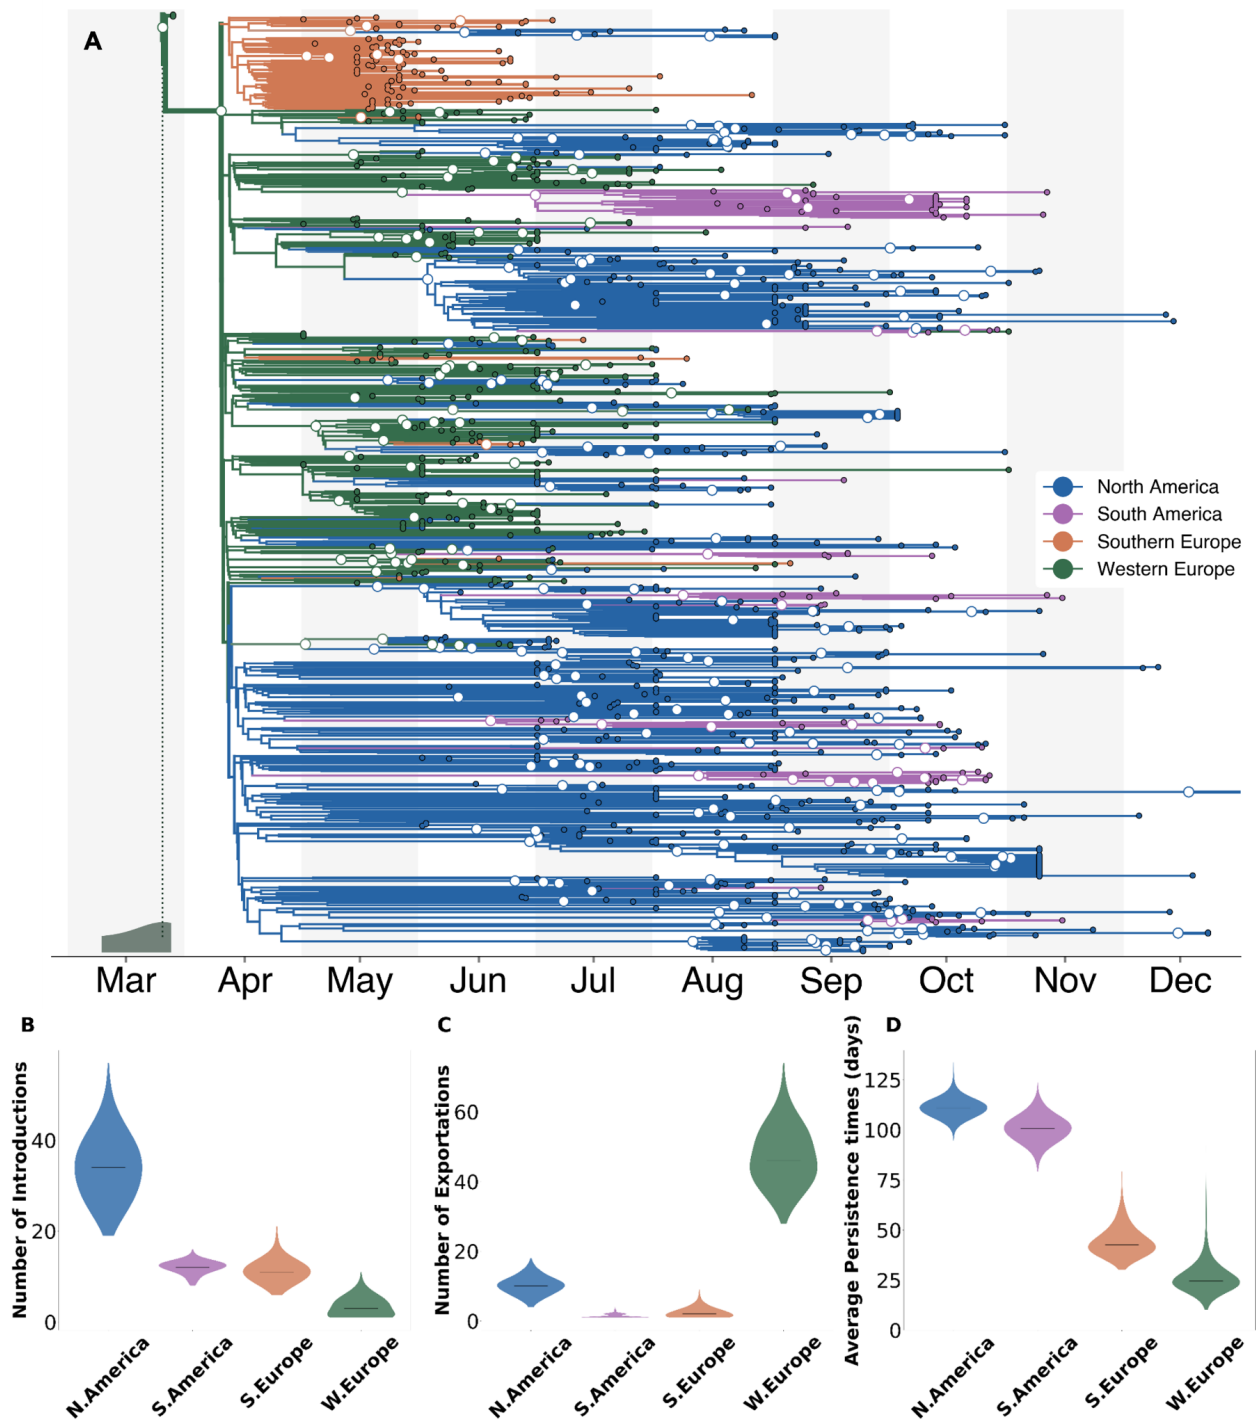 A
North America
South America
Southern Europe
Western Europe
Mar Apr May Jun Jul Aug Sep Oct Nov Dec
B
Number of Introductions
40
20
0
N.America S.America S.Europe W.Europe
C
Number of Exportations
60
40
20
0
N.America S.America S.Europe W.Europe
D
Average Persistence times (days)
125
100
75
50
25
0
N.America S.America S.Europe W.Europe